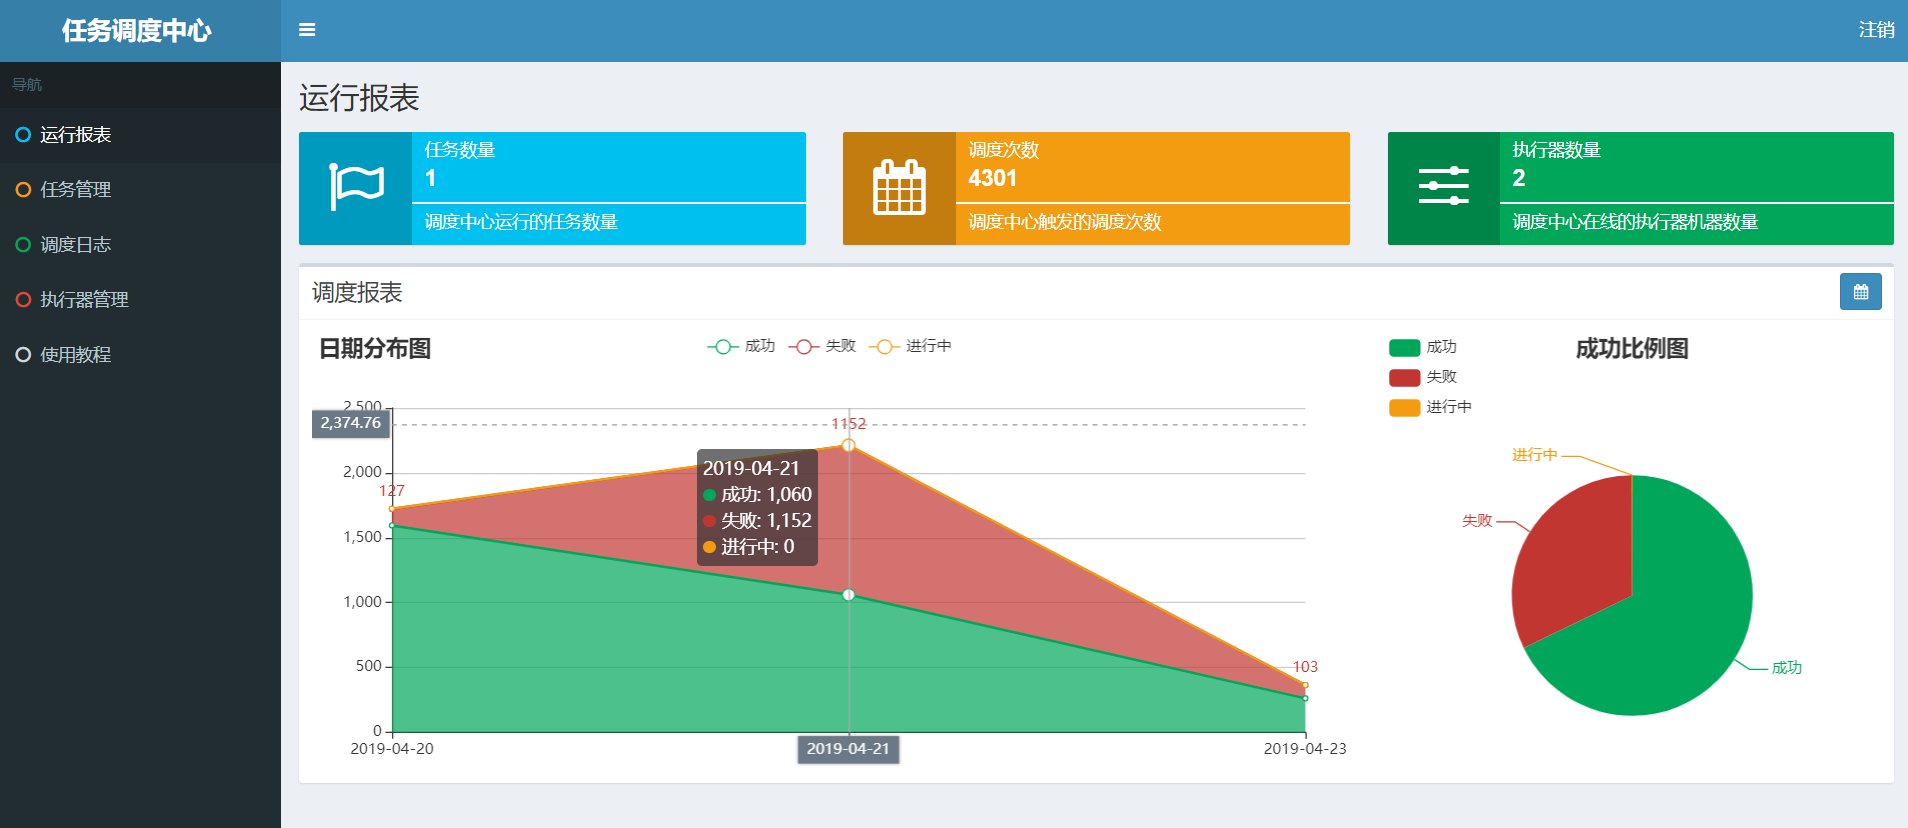 任务调度中心
注销
导航
运行报表
任务管理
调度日志
执行器管理
使用教程
运行报表
任务数量
1
调度中心运行的任务数量
调度次数
4301
调度中心触发的调度次数
执行器数量
2
调度中心在线的执行器机器数量
调度报表
日期分布图
成功 失败 进行中
2,500
2,374.76
2,000
1,500
1,000
500
0
127
1152
103
2019-04-21
成功: 1,060
失败: 1,152
进行中: 0
2019-04-20 2019-04-21 2019-04-23
成功
失败
进行中
成功比例图
进行中
失败
成功